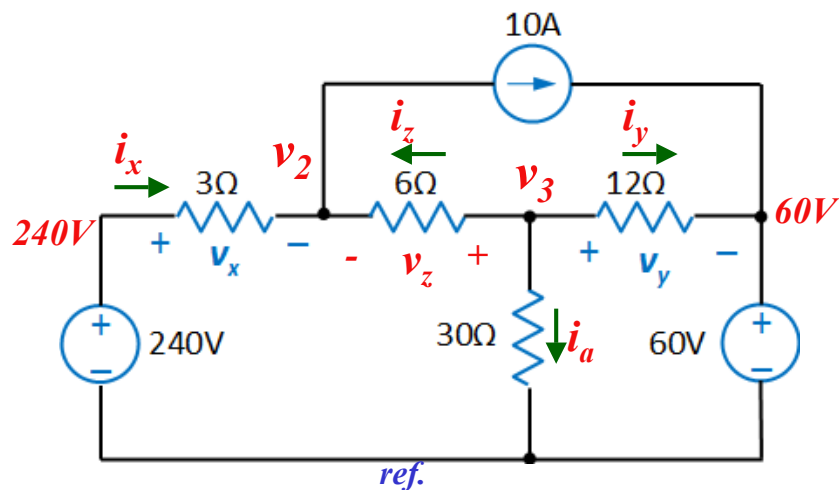 10A
i_z i_y
i_x v_2 v_3
3Ω 6Ω 12Ω
240V 60V
+ v_x − - v_z + + v_y −
+ 240V − 30Ω i_a 60V + −
ref.